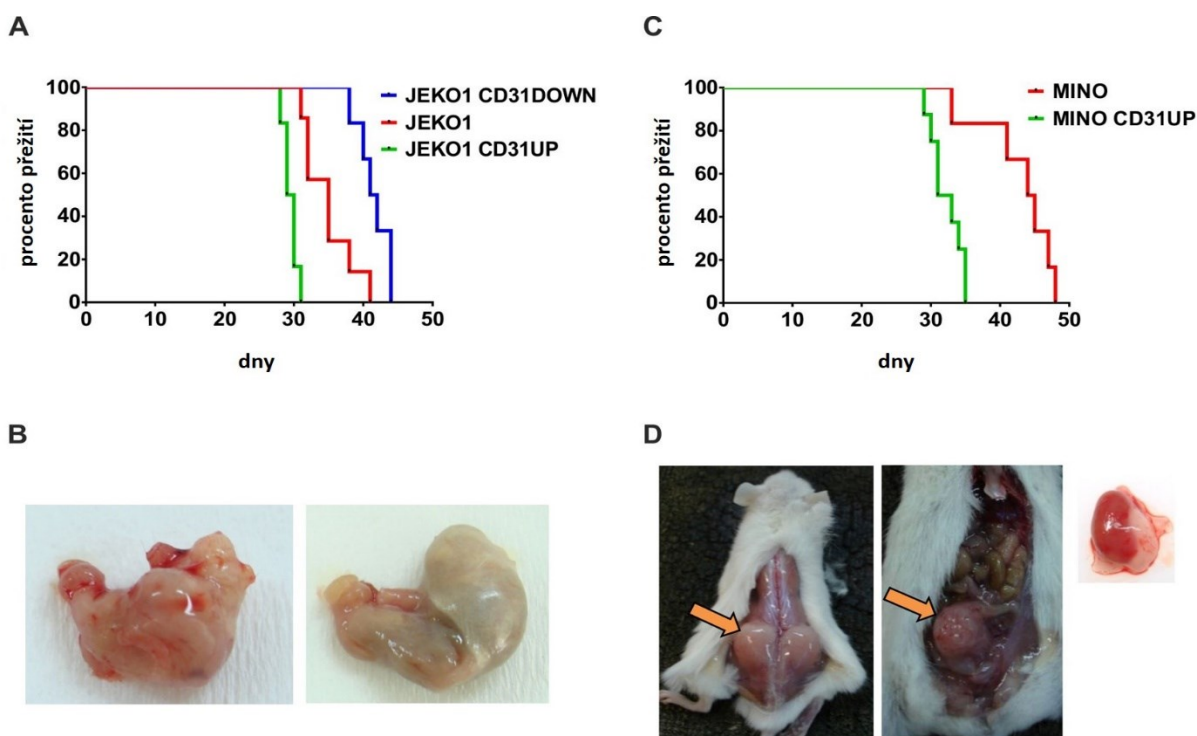 A
procento přežití
100
80
60
40
20
0
0 10 20 30 40 50
dny
JEKO1 CD31DOWN
JEKO1
JEKO1 CD31UP
C
procento přežití
100
80
60
40
20
0
0 10 20 30 40 50
dny
MINO
MINO CD31UP
B
D